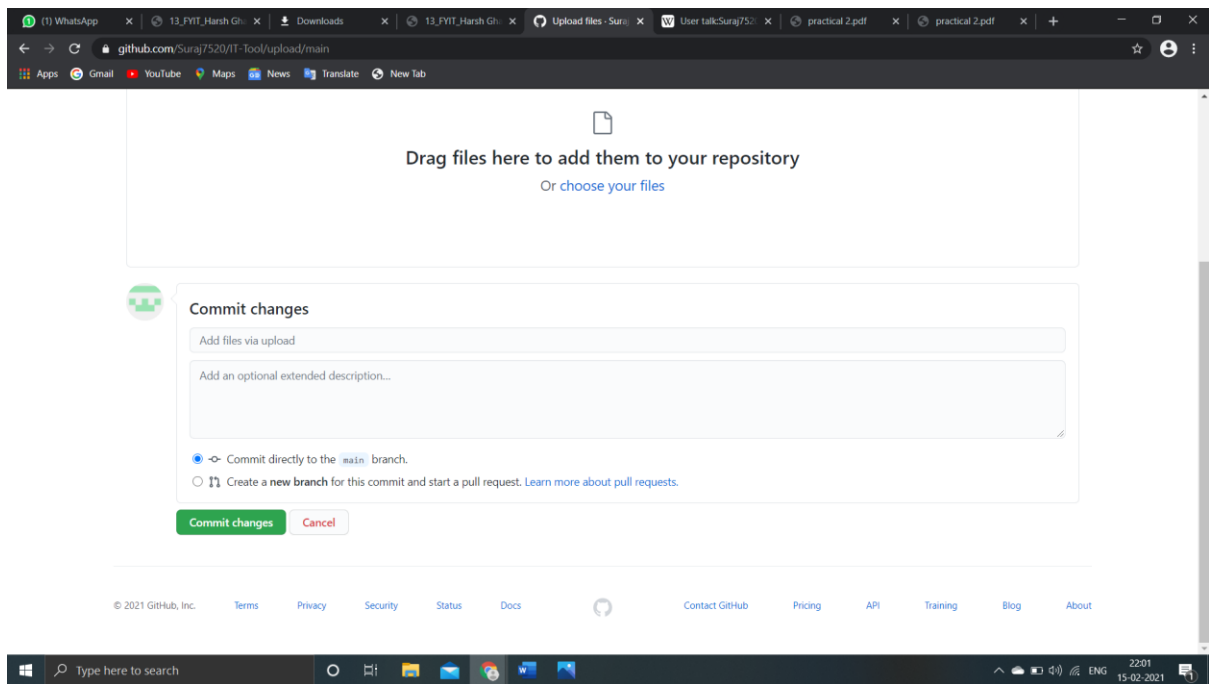 (1) WhatsApp
13_FYIT_Harsh Gh
Downloads
13_FYIT_Harsh Gh
Upload files · Suraj
User talk:Suraj752
practical 2.pdf
practical 2.pdf
github.com/Suraj7520/IT-Tool/upload/main
Apps Gmail YouTube Maps News Translate New Tab
Drag files here to add them to your repository
Or choose your files
Commit changes
Add files via upload
Add an optional extended description...
Commit directly to the main branch.
Create a new branch for this commit and start a pull request. Learn more about pull requests.
Commit changes Cancel
© 2021 GitHub, Inc. Terms Privacy Security Status Docs Contact GitHub Pricing API Training Blog About
Type here to search
ENG
22:01
15-02-2021